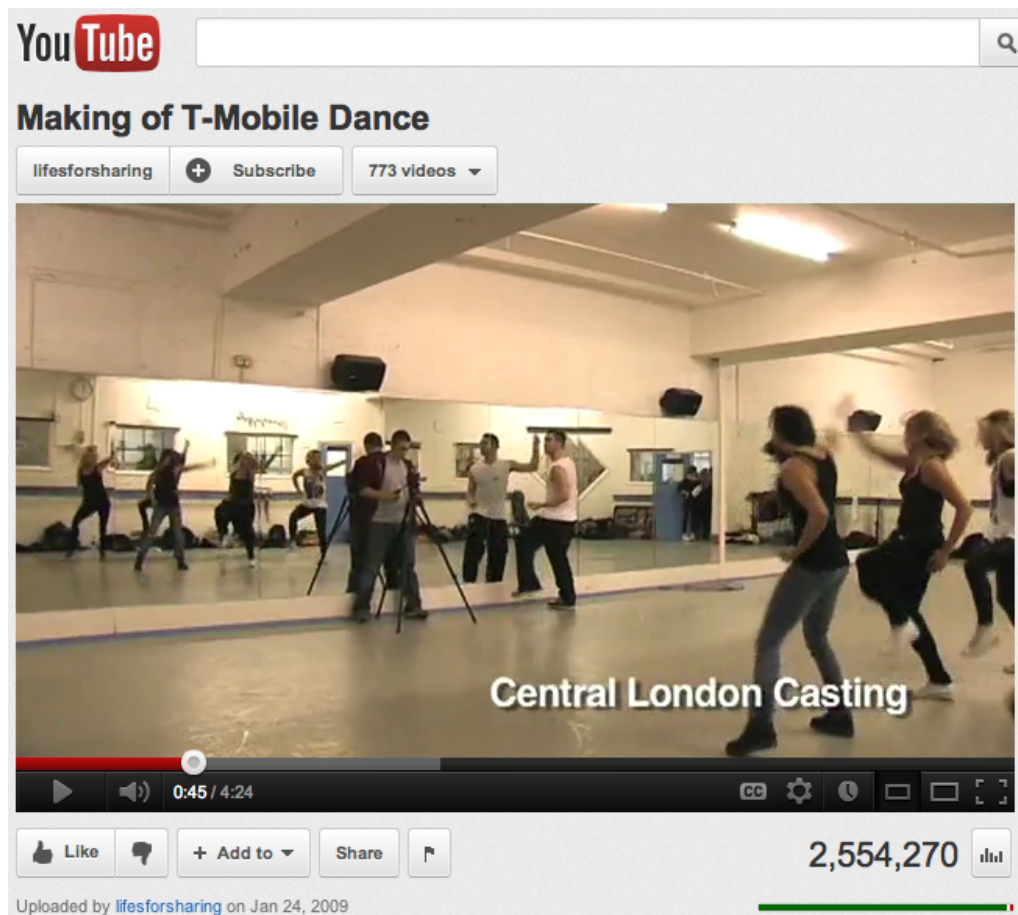 YouTube
Making of T-Mobile Dance
lifesforsharing Subscribe 773 videos
Central London Casting
0:45 / 4:24 CC
Like + Add to Share 2,554,270
Uploaded by lifesforsharing on Jan 24, 2009